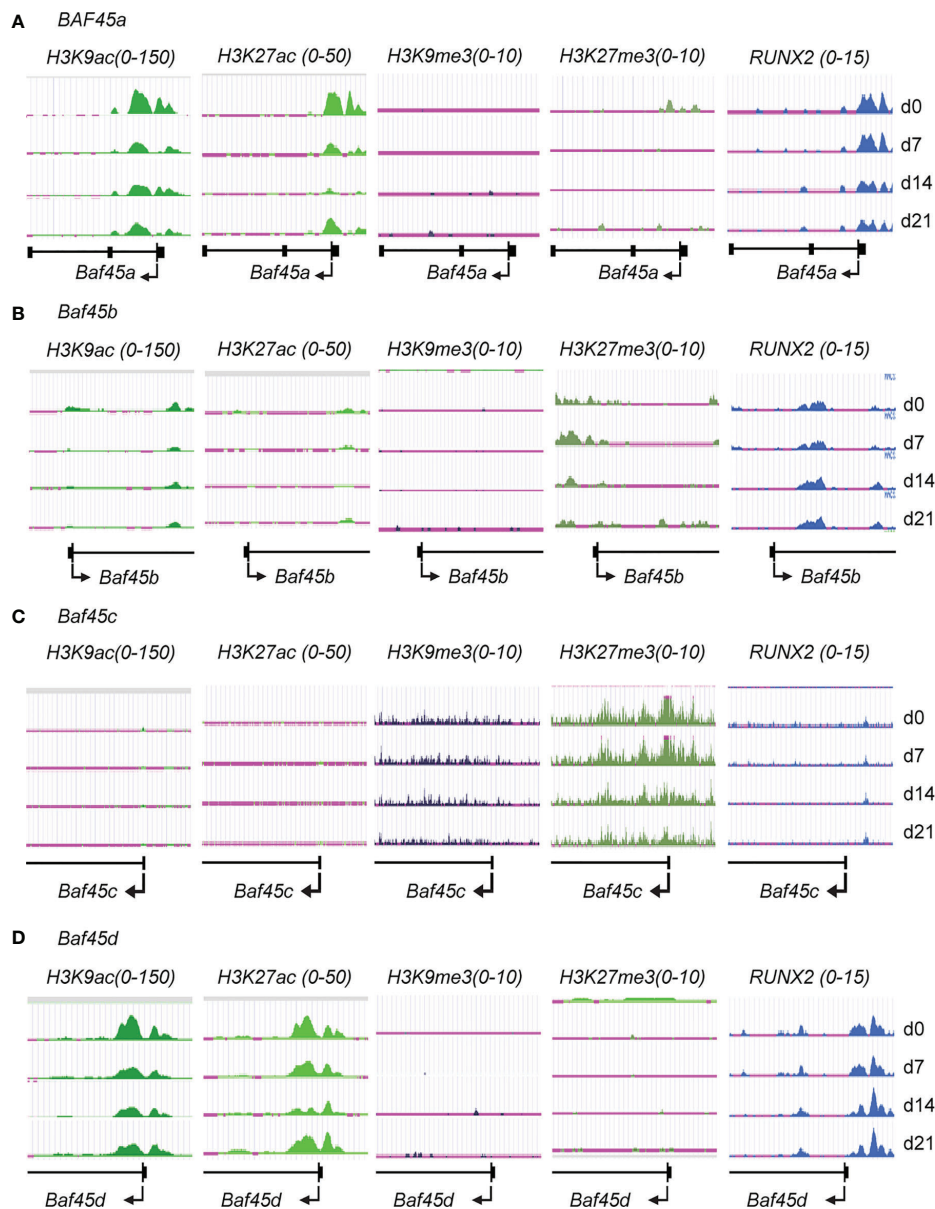 A BAF45a
H3K9ac(0-150) H3K27ac (0-50) H3K9me3(0-10) H3K27me3(0-10) RUNX2 (0-15)
d0
d7
d14
d21
Baf45a Baf45a Baf45a Baf45a Baf45a
B Baf45b
H3K9ac (0-150) H3K27ac (0-50) H3K9me3(0-10) H3K27me3(0-10) RUNX2 (0-15)
d0
d7
d14
d21
Baf45b Baf45b Baf45b Baf45b Baf45b
C Baf45c
H3K9ac(0-150) H3K27ac (0-50) H3K9me3(0-10) H3K27me3(0-10) RUNX2 (0-15)
d0
d7
d14
d21
Baf45c Baf45c Baf45c Baf45c Baf45c
D Baf45d
H3K9ac(0-150) H3K27ac (0-50) H3K9me3(0-10) H3K27me3(0-10) RUNX2 (0-15)
d0
d7
d14
d21
Baf45d Baf45d Baf45d Baf45d Baf45d